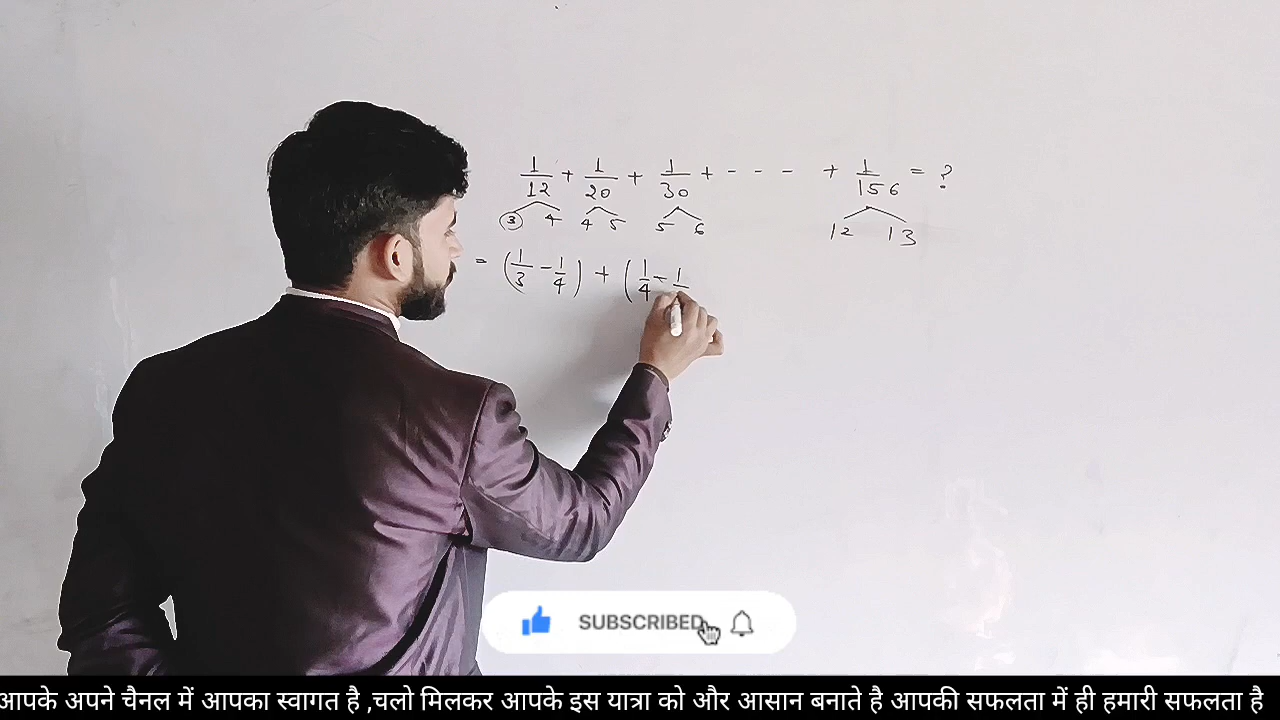 1/12 + 1/20 + 1/30 + - - - + 1/156 = ?
3 4 4 5 5 6 12 13
= (1/3 - 1/4) + (1/4 - 1/
SUBSCRIBED
आपके अपने चैनल में आपका स्वागत है ,चलो मिलकर आपके इस यात्रा को और आसान बनाते है आपकी सफलता में ही हमारी सफलता है